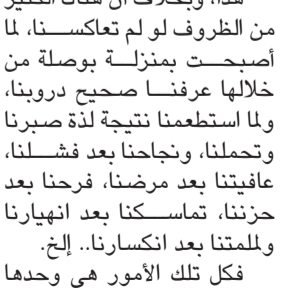 هذا، وبخلاف أن هناك الكثير
من الظروف لو لم تعاكسنا، لما
أصبحت بمنزلة بوصلة من
خلالها عرفنا صحيح دروبنا،
ولما استطعمنا نتيجة لذة صبرنا
وتحملنا، ونجاحنا بعد فشلنا،
عافيتنا بعد مرضنا، فرحنا بعد
حزننا، تماسكنا بعد انهيارنا
ولملمتنا بعد انكسارنا.. إلخ.
فكل تلك الأمور هي وحدها